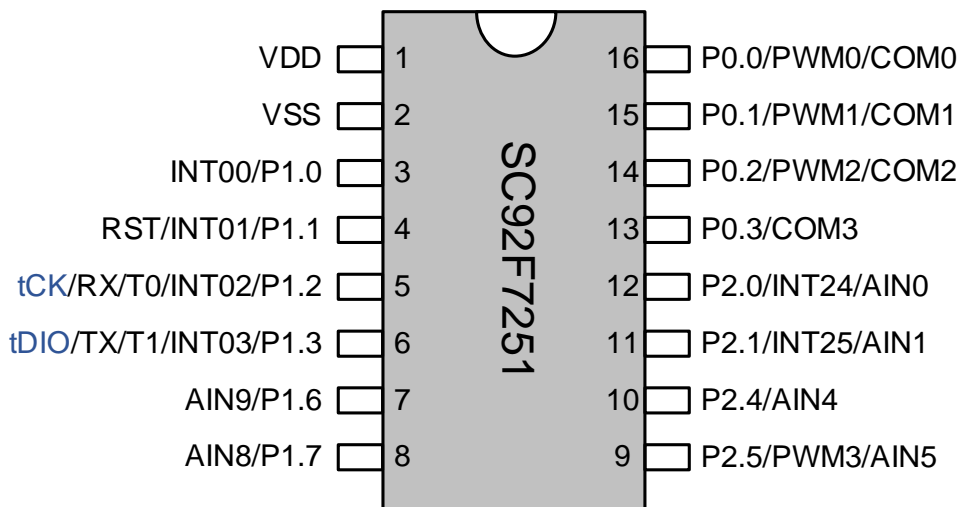 VDD 1 16 P0.0/PWM0/COM0
VSS 2 15 P0.1/PWM1/COM1
INT00/P1.0 3 14 P0.2/PWM2/COM2
RST/INT01/P1.1 4 13 P0.3/COM3
tCK/RX/T0/INT02/P1.2 5 12 P2.0/INT24/AIN0
tDIO/TX/T1/INT03/P1.3 6 11 P2.1/INT25/AIN1
AIN9/P1.6 7 10 P2.4/AIN4
AIN8/P1.7 8 9 P2.5/PWM3/AIN5
SC92F7251